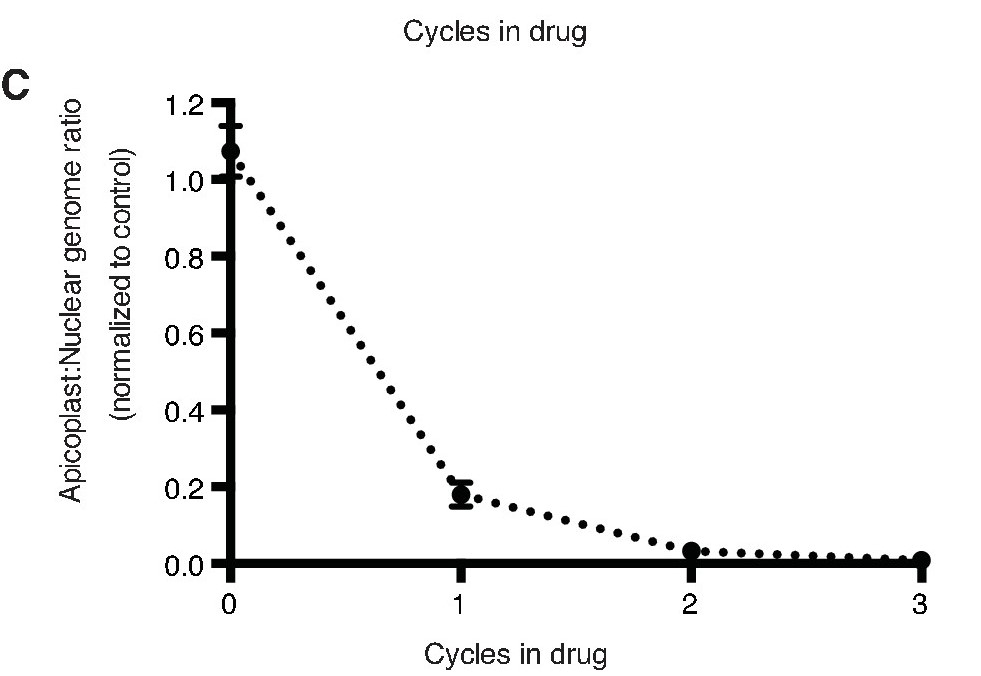 Cycles in drug
C
Apicoplast:Nuclear genome ratio
(normalized to control)
1.2
1.0
0.8
0.6
0.4
0.2
0.0
0 1 2 3
Cycles in drug